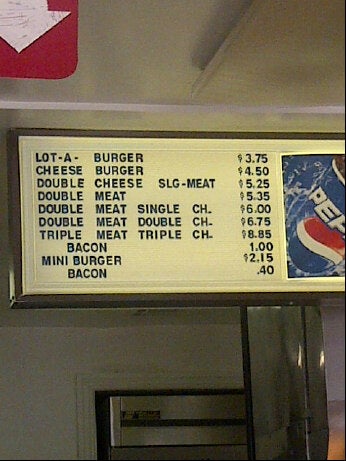 LOT-A- BURGER $3.75
CHEESE BURGER $4.50
DOUBLE CHEESE SLG-MEAT $5.25
DOUBLE MEAT $5.35
DOUBLE MEAT SINGLE CH. $6.00
DOUBLE MEAT DOUBLE CH. $6.75
TRIPLE MEAT TRIPLE CH. $8.85
BACON 1.00
MINI BURGER $2.15
BACON .40
PEPS